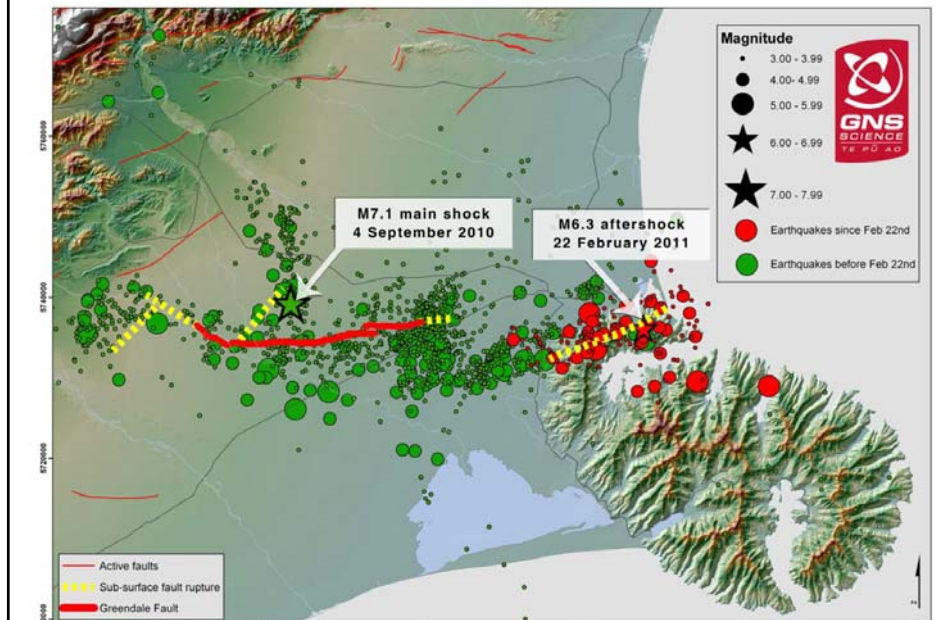 Magnitude
3.00 - 3.99
4.00- 4.99
5.00 - 5.99
6.00 - 6.99
7.00 - 7.99
Earthquakes since Feb 22nd
Earthquakes before Feb 22nd
GNS
SCIENCE
TE PŪ AO
M7.1 main shock
4 September 2010
M6.3 aftershock
22 February 2011
5760000
5740000
5720000
Active faults
Sub-surface fault rupture
Greendale Fault